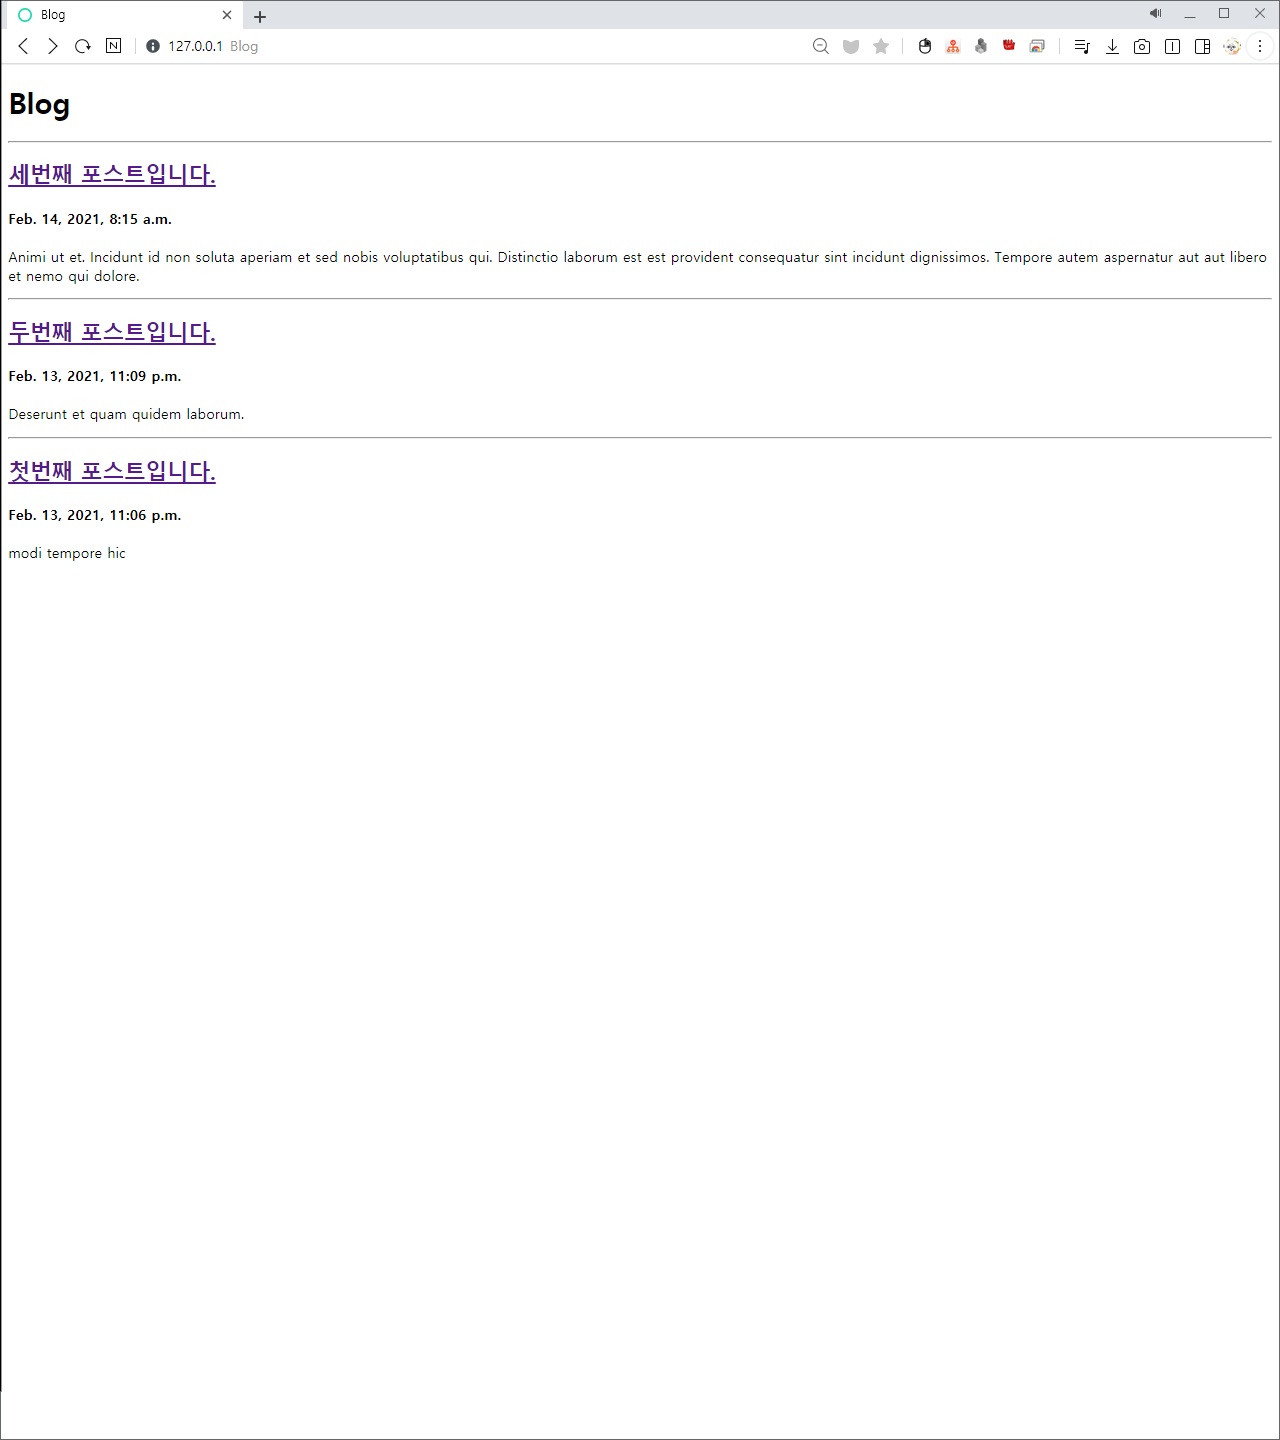 Blog
127.0.0.1 Blog
Blog
세번째 포스트입니다.
Feb. 14, 2021, 8:15 a.m.
Animi ut et. Incidunt id non soluta aperiam et sed nobis voluptatibus qui. Distinctio laborum est est provident consequatur sint incidunt dignissimos. Tempore autem aspernatur aut aut libero
et nemo qui dolore.
두번째 포스트입니다.
Feb. 13, 2021, 11:09 p.m.
Deserunt et quam quidem laborum.
첫번째 포스트입니다.
Feb. 13, 2021, 11:06 p.m.
modi tempore hic